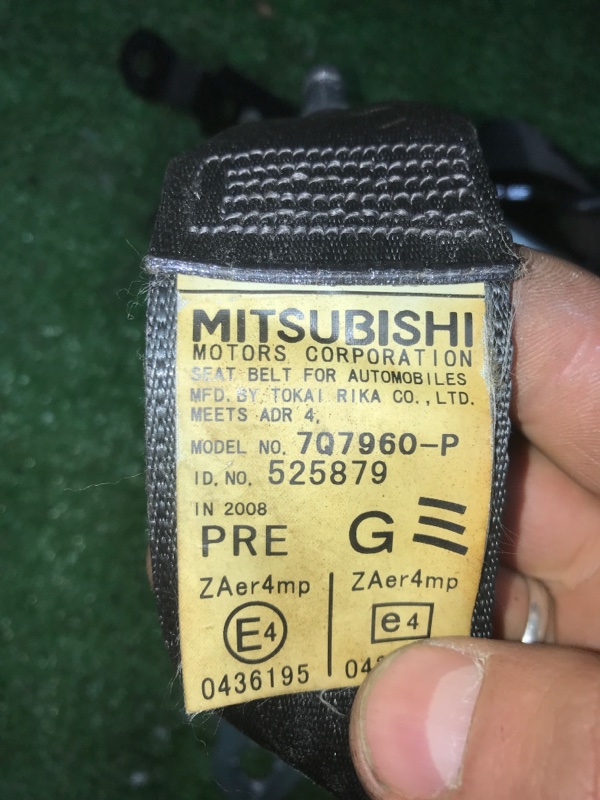 MITSUBISHI
MOTORS CORPORATION
SEAT BELT FOR AUTOMOBILES
MFD. BY TOKAI RIKA CO., LTD.
MEETS ADR 4,
MODEL NO. 7Q7960-P
ID. NO. 525879
IN 2008
PRE G
ZAer4mp ZAer4mp
E4 e4
0436195 04